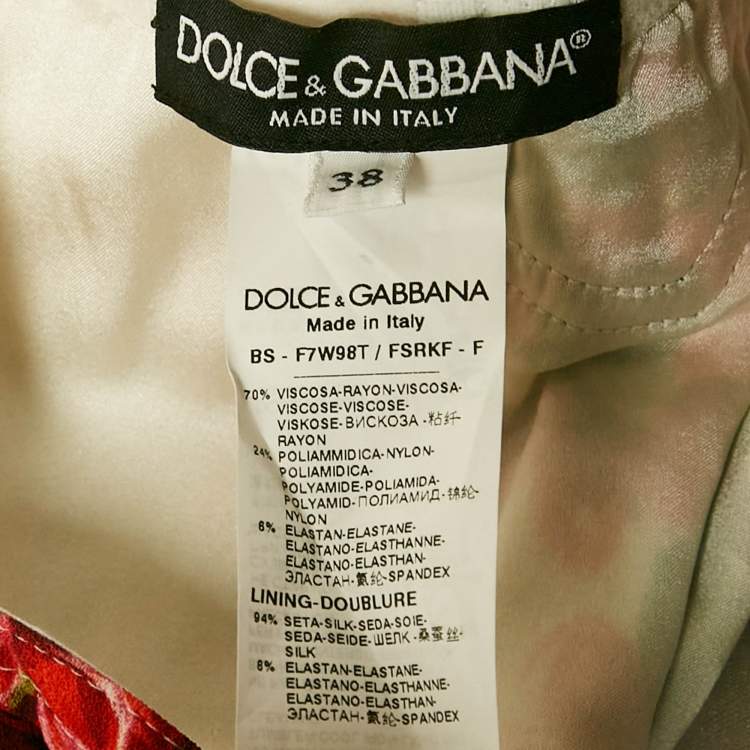 DOLCE & GABBANA®
MADE IN ITALY
38
DOLCE & GABBANA
Made in Italy
BS - F7W98T / FSRKF - F
70% VISCOSA-RAYON-VISCOSA-
VISCOSE-VISCOSE-
VISKOSE-ВИСКОЗА-粘纤
RAYON
24% POLIAMMIDICA-NYLON-
POLIAMIDICA-
POLYAMIDE-POLIAMIDA-
POLYAMID-ПОЛИАМИД-锦纶-
NYLON
6% ELASTAN-ELASTANE-
ELASTANO-ELASTHANNE-
ELASTANO-ELASTHAN-
ЭЛАСТАН-氨纶-SPANDEX
LINING-DOUBLURE
94% SETA-SILK-SEDA-SOIE-
SEDA-SEIDE-ШЕЛК-桑蚕丝-
SILK
6% ELASTAN-ELASTANE-
ELASTANO-ELASTHANNE-
ELASTANO-ELASTHAN-
ЭЛАСТАН-氨纶-SPANDEX